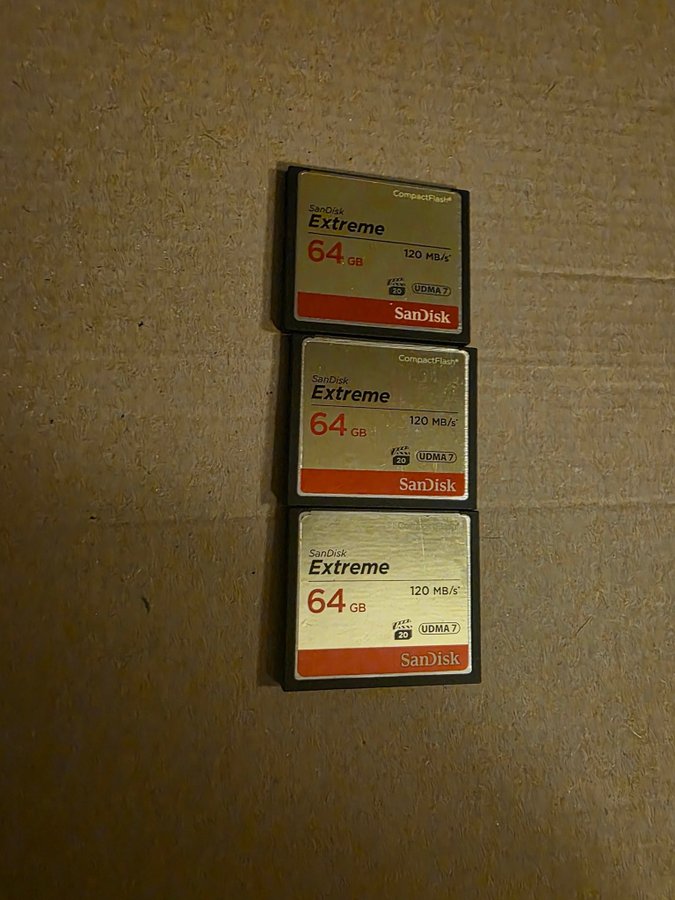 CompactFlash®
SanDisk
Extreme
64 GB 120 MB/s*
20 UDMA 7
SanDisk
CompactFlash®
SanDisk
Extreme
64 GB 120 MB/s*
20 UDMA 7
SanDisk
CompactFlash®
SanDisk
Extreme
64 GB 120 MB/s*
20 UDMA 7
SanDisk